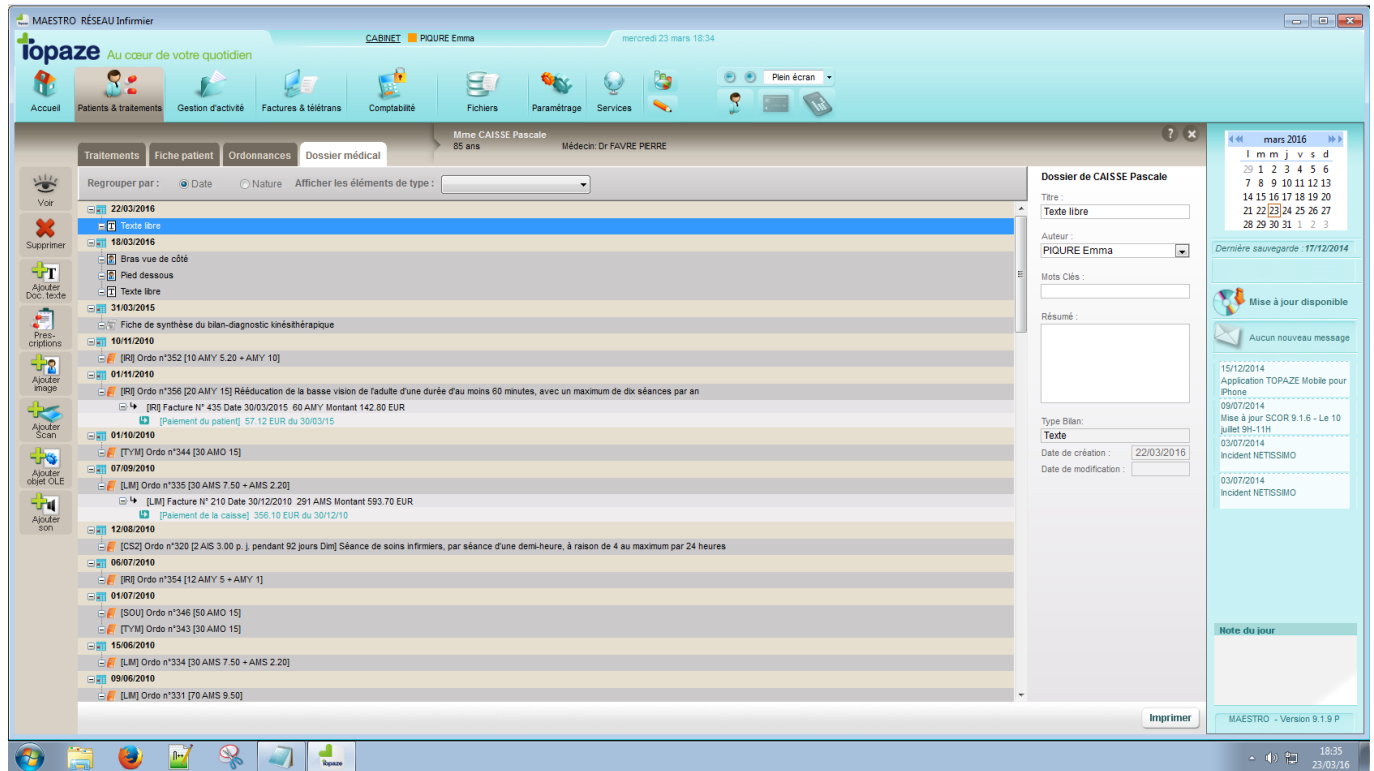 MAESTRO RÉSEAU Infirmier
Topaze Au cœur de votre quotidien
CABINET PIQURE Emma
mercredi 23 mars 18:34
Accueil
Patients & traitements
Gestion d'activité
Factures & télétrans
Comptabilité
Fichiers
Paramétrage
Services
Plein écran
Mme CAISSE Pascale
85 ans
Médecin: Dr FAVRE PIERRE
Traitements
Fiche patient
Ordonnances
Dossier médical
Regrouper par :
Date
Nature
Afficher les éléments de type :
Voir
Supprimer
Ajouter
Doc. texte
Pres-
criptions
Ajouter
image
Ajouter
Scan
Ajouter
objet OLE
Ajouter
son
22/03/2016
Texte libre
18/03/2016
Bras vue de côté
Pied dessous
Texte libre
31/03/2015
Fiche de synthèse du bilan-diagnostic kinésithérapique
10/11/2010
[IRI] Ordo n°352 [10 AMY 5.20 + AMY 10]
01/11/2010
[IRI] Ordo n°356 [20 AMY 15] Rééducation de la basse vision de l'adulte d'une durée d'au moins 60 minutes, avec un maximum de dix séances par an
[IRI] Facture N° 435 Date 30/03/2015 60 AMY Montant 142.80 EUR
[Paiement du patient] 57.12 EUR du 30/03/15
01/10/2010
[TYM] Ordo n°344 [30 AMO 15]
07/09/2010
[LIM] Ordo n°335 [30 AMS 7.50 + AMS 2.20]
[LIM] Facture N° 210 Date 30/12/2010 291 AMS Montant 593.70 EUR
[Paiement de la caisse] 356.10 EUR du 30/12/10
12/08/2010
[CS2] Ordo n°320 [2 AIS 3.00 p. j. pendant 92 jours Dim] Séance de soins infirmiers, par séance d'une demi-heure, à raison de 4 au maximum par 24 heures
06/07/2010
[IRI] Ordo n°354 [12 AMY 5 + AMY 1]
01/07/2010
[SOU] Ordo n°346 [50 AMO 15]
[TYM] Ordo n°343 [30 AMO 15]
15/06/2010
[LIM] Ordo n°334 [30 AMS 7.50 + AMS 2.20]
09/06/2010
[LIM] Ordo n°331 [70 AMS 9.50]
Dossier de CAISSE Pascale
Titre :
Texte libre
Auteur :
PIQURE Emma
Mots Clés :
Résumé :
Type Bilan:
Texte
Date de création : 22/03/2016
Date de modification :
Imprimer
mars 2016
l m m j v s d
29 1 2 3 4 5 6
7 8 9 10 11 12 13
14 15 16 17 18 19 20
21 22 23 24 25 26 27
28 29 30 31 1 2 3
Dernière sauvegarde : 17/12/2014
Mise à jour disponible
Aucun nouveau message
15/12/2014
Application TOPAZE Mobile pour
iPhone
09/07/2014
Mise à jour SCOR 9.1.6 - Le 10
juillet 9H-11H
03/07/2014
Incident NETISSIMO
03/07/2014
Incident NETISSIMO
Note du jour
MAESTRO - Version 9.1.9 P
Topaze
18:35
23/03/16